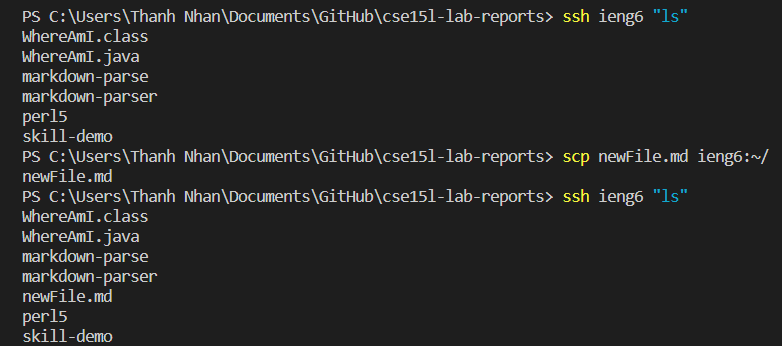 PS C:\Users\Thanh Nhan\Documents\GitHub\cse15l-lab-reports> ssh ieng6 "ls"
WhereAmI.class
WhereAmI.java
markdown-parse
markdown-parser
perl5
skill-demo
PS C:\Users\Thanh Nhan\Documents\GitHub\cse15l-lab-reports> scp newFile.md ieng6:~/
newFile.md
PS C:\Users\Thanh Nhan\Documents\GitHub\cse15l-lab-reports> ssh ieng6 "ls"
WhereAmI.class
WhereAmI.java
markdown-parse
markdown-parser
newFile.md
perl5
skill-demo